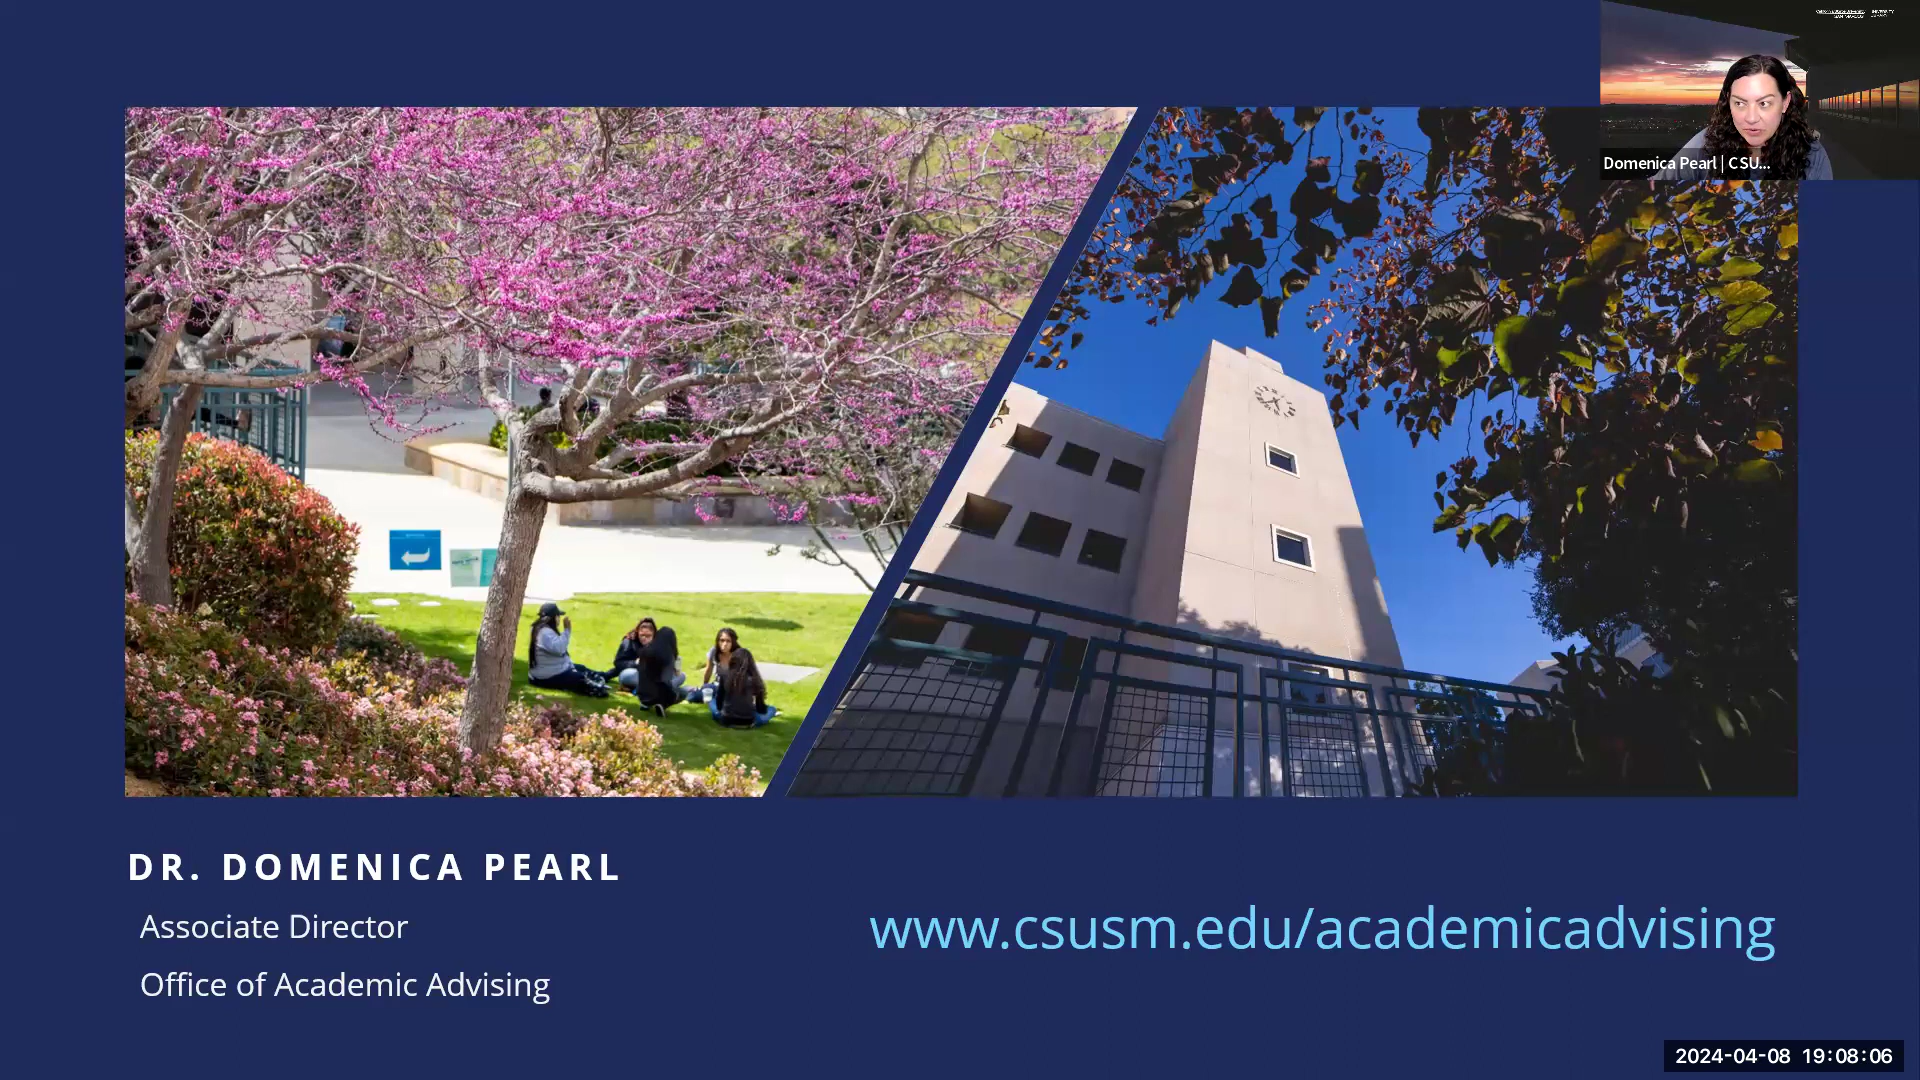 Domenica Pearl | CSU...
DR. DOMENICA PEARL
Associate Director
Office of Academic Advising
www.csusm.edu/academicadvising
2024-04-08 19:08:06